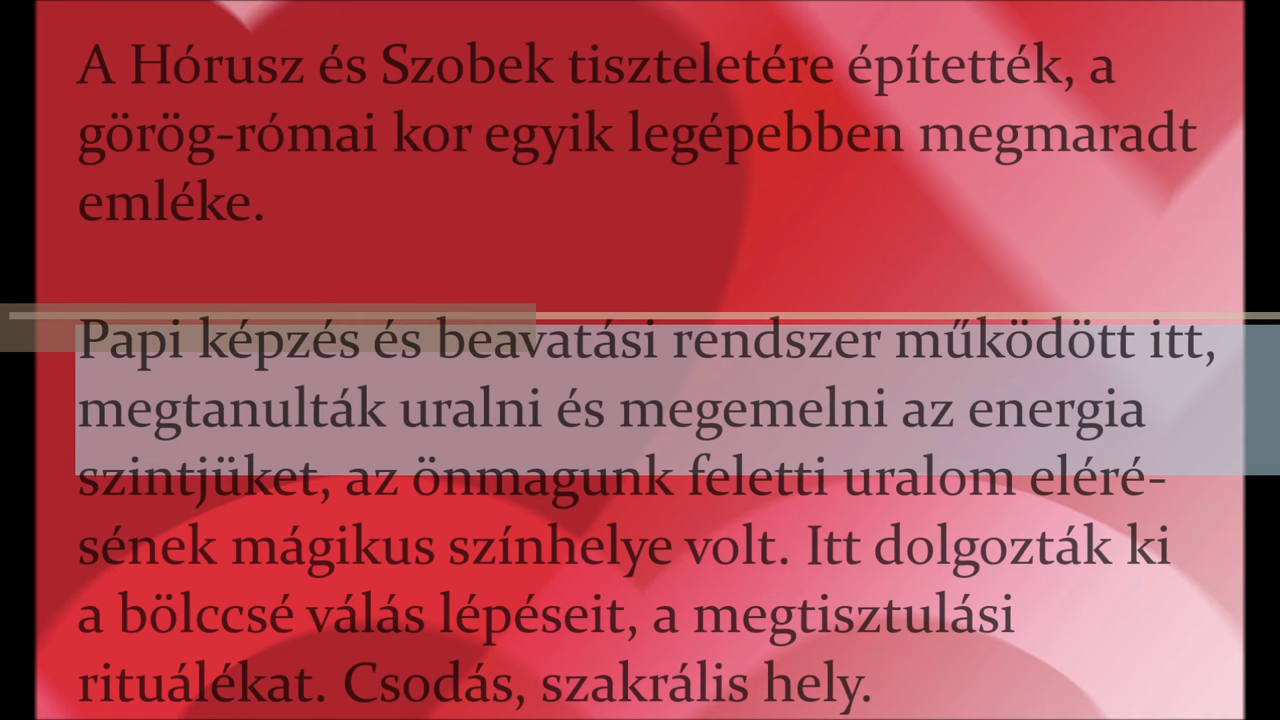 A Hórusz és Szobek tiszteletére építették, a
görög-római kor egyik legépebben megmaradt
emléke.
Papi képzés és beavatási rendszer működött itt,
megtanulták uralni és megemelni az energia
szintjüket, az önmagunk feletti uralom eléré-
sének mágikus színhelye volt. Itt dolgozták ki
a bölccsé válás lépéseit, a megtisztulási
rituálékat. Csodás, szakrális hely.